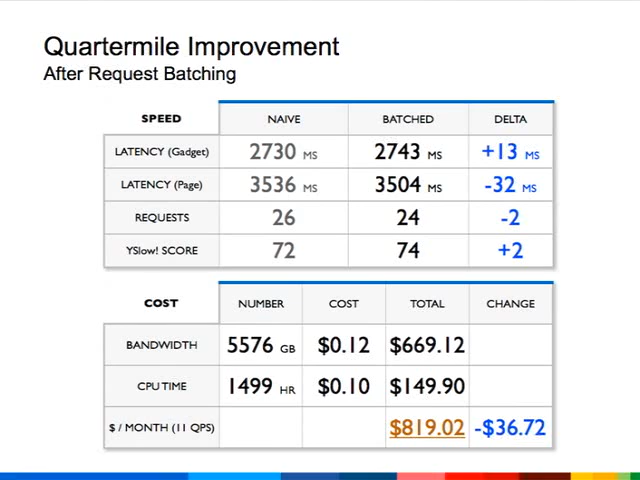 Quartermile Improvement
After Request Batching
SPEED NAIVE BATCHED DELTA
LATENCY (Gadget) 2730 MS 2743 MS +13 MS
LATENCY (Page) 3536 MS 3504 MS -32 MS
REQUESTS 26 24 -2
YSlow! SCORE 72 74 +2
COST NUMBER COST TOTAL CHANGE
BANDWIDTH 5576 GB $0.12 $669.12
CPU TIME 1499 HR $0.10 $149.90
$ / MONTH (11 QPS) $819.02 -$36.72